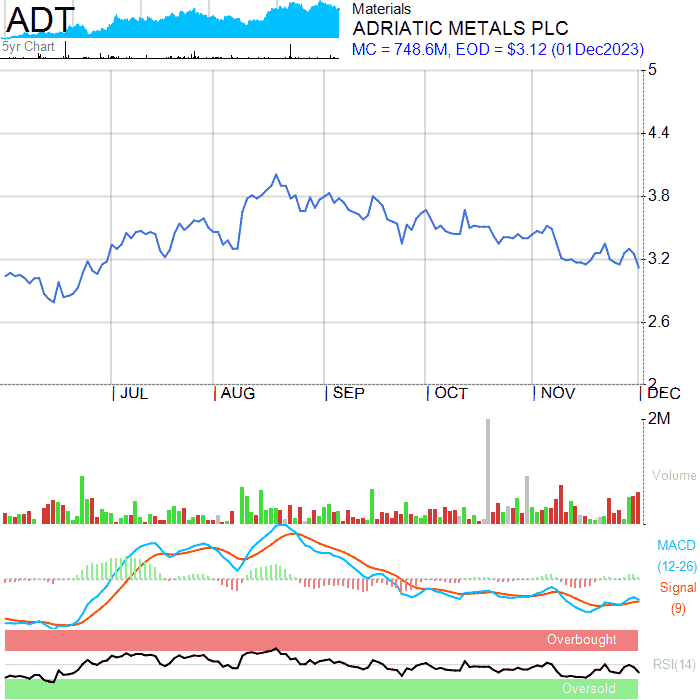 ADT
5yr Chart
Materials
ADRIATIC METALS PLC
MC = 748.6M, EOD = $3.12 (01Dec2023)
5
4.4
3.8
3.2
2.6
2
JUL AUG SEP OCT NOV DEC
2M
Volume
MACD
(12-26)
Signal
(9)
Overbought
RSI(14)
Oversold